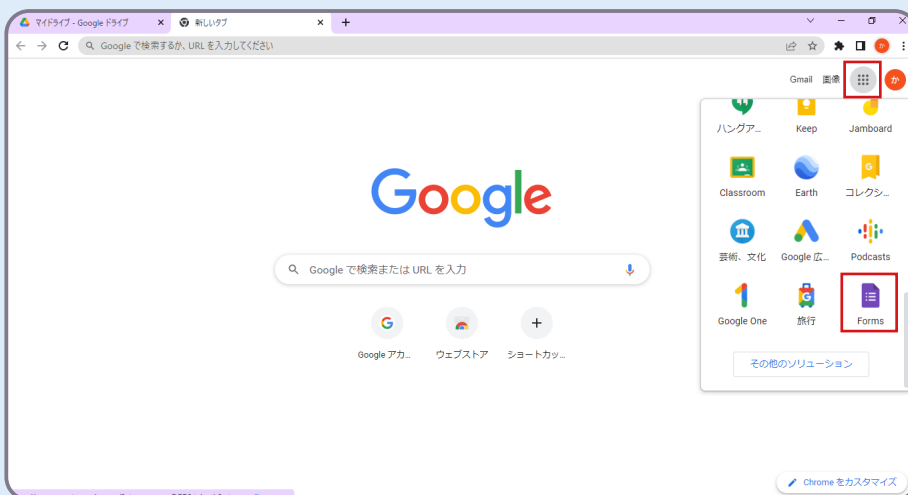 マイドライブ - Google ドライブ
新しいタブ
Google で検索するか、URL を入力してください
か
Gmail 画像 か
ハングア... Keep Jamboard
Classroom Earth コレクシ...
芸術、文化 Google 広... Podcasts
Google One 旅行 Forms
その他のソリューション
Google
Google で検索または URL を入力
Google アカ... ウェブストア ショートカッ...
Chrome をカスタマイズ